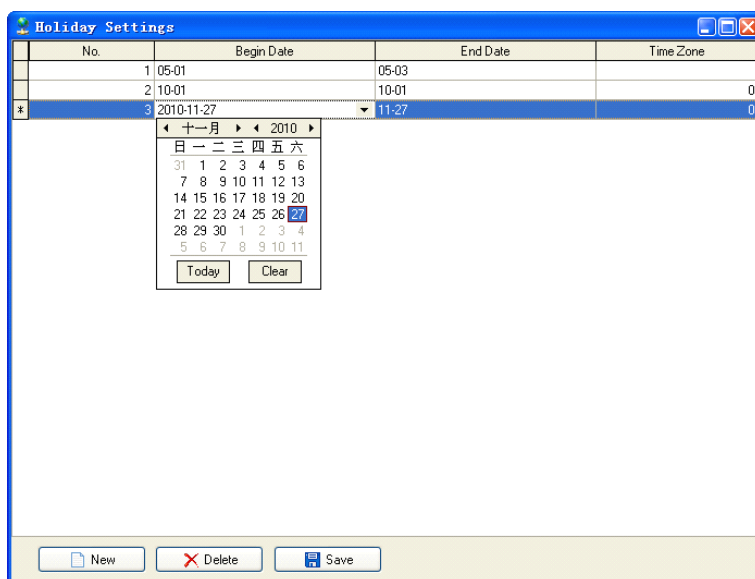 Holiday Settings
No. Begin Date End Date Time Zone
1 05-01 05-03
2 10-01 10-01 0
* 3 2010-11-27 11-27 0
十一月 2010
日 一 二 三 四 五 六
31 1 2 3 4 5 6
7 8 9 10 11 12 13
14 15 16 17 18 19 20
21 22 23 24 25 26 27
28 29 30 1 2 3 4
5 6 7 8 9 10 11
Today Clear
New Delete Save